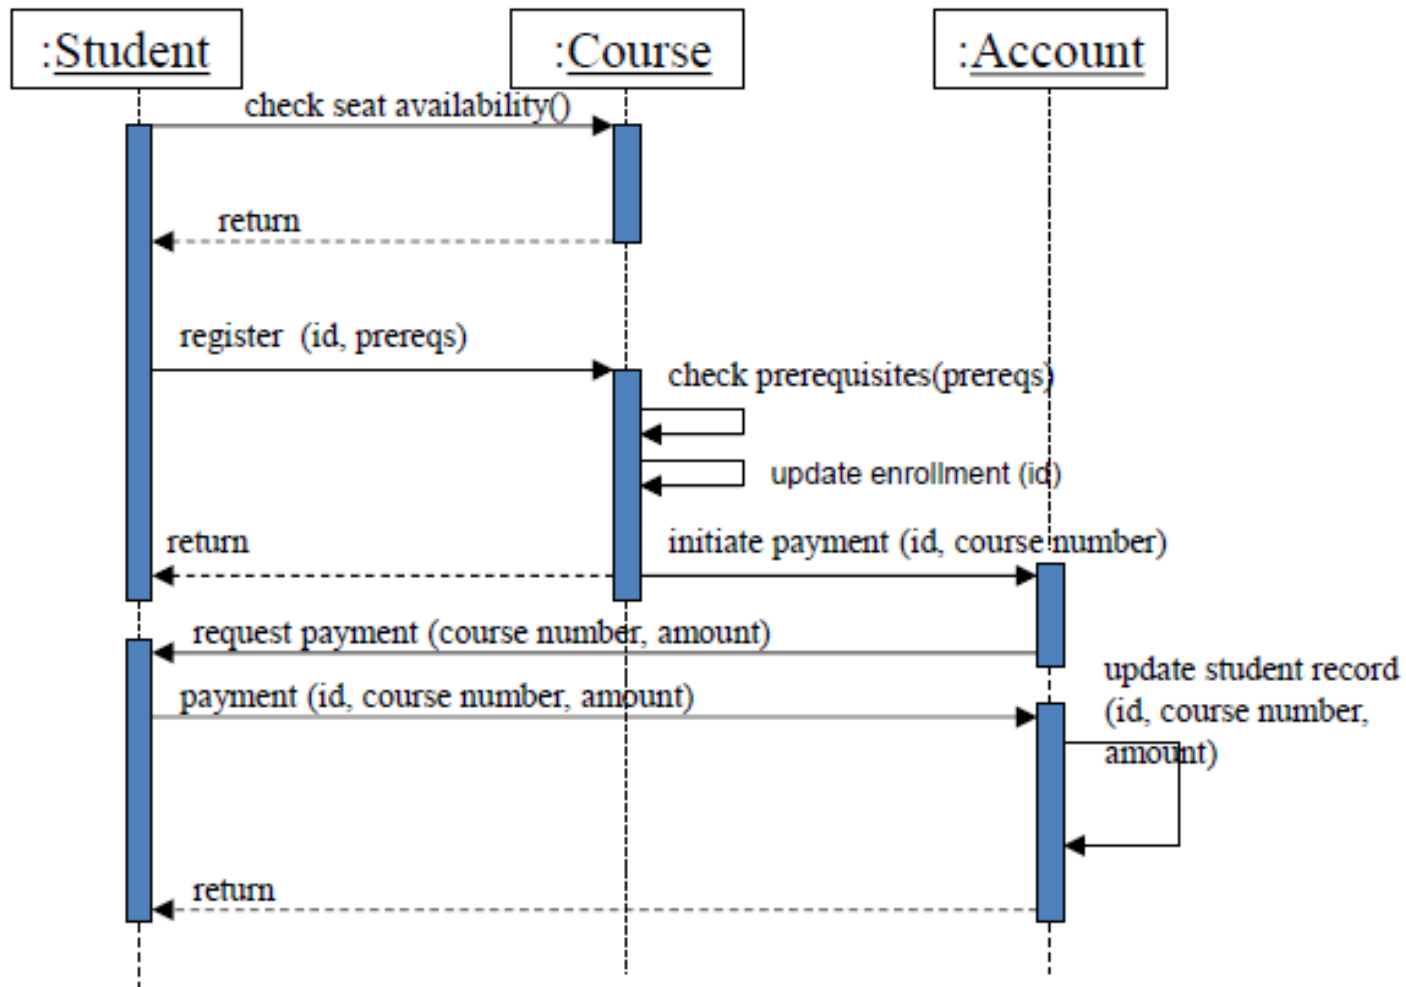 :Student
:Course
:Account
check seat availability()
return
register (id, prereqs)
check prerequisites(prereqs)
update enrollment (id)
return
initiate payment (id, course number)
request payment (course number, amount)
payment (id, course number, amount)
update student record
(id, course number,
amount)
return